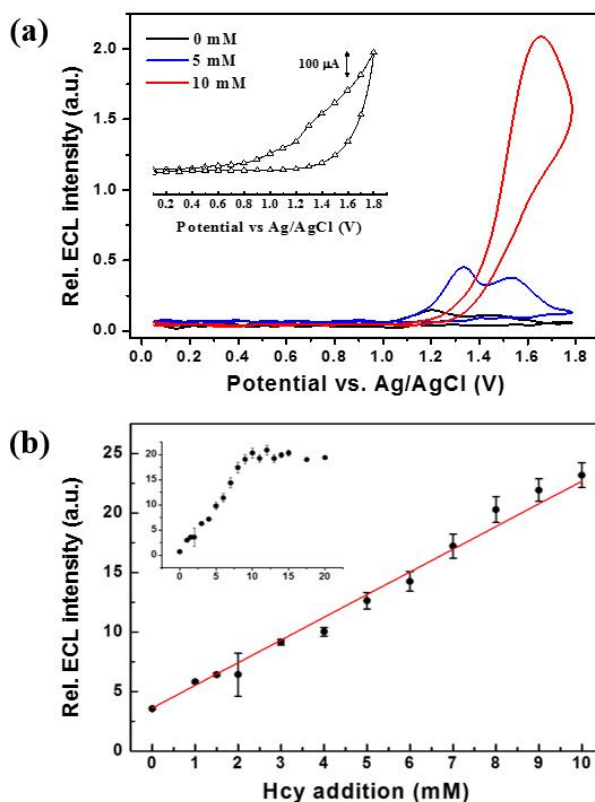 (a)
0 mM
5 mM
10 mM
100 μA
Rel. ECL intensity (a.u.)
2.0
1.5
1.0
0.5
0.0
0.2 0.4 0.6 0.8 1.0 1.2 1.4 1.6 1.8
Potential vs Ag/AgCl (V)
0.0 0.2 0.4 0.6 0.8 1.0 1.2 1.4 1.6 1.8
Potential vs. Ag/AgCl (V)
(b)
Rel. ECL intensity (a.u.)
25
20
15
10
5
0
25
20
15
10
5
0
0 5 10 15 20
0 1 2 3 4 5 6 7 8 9 10
Hcy addition (mM)